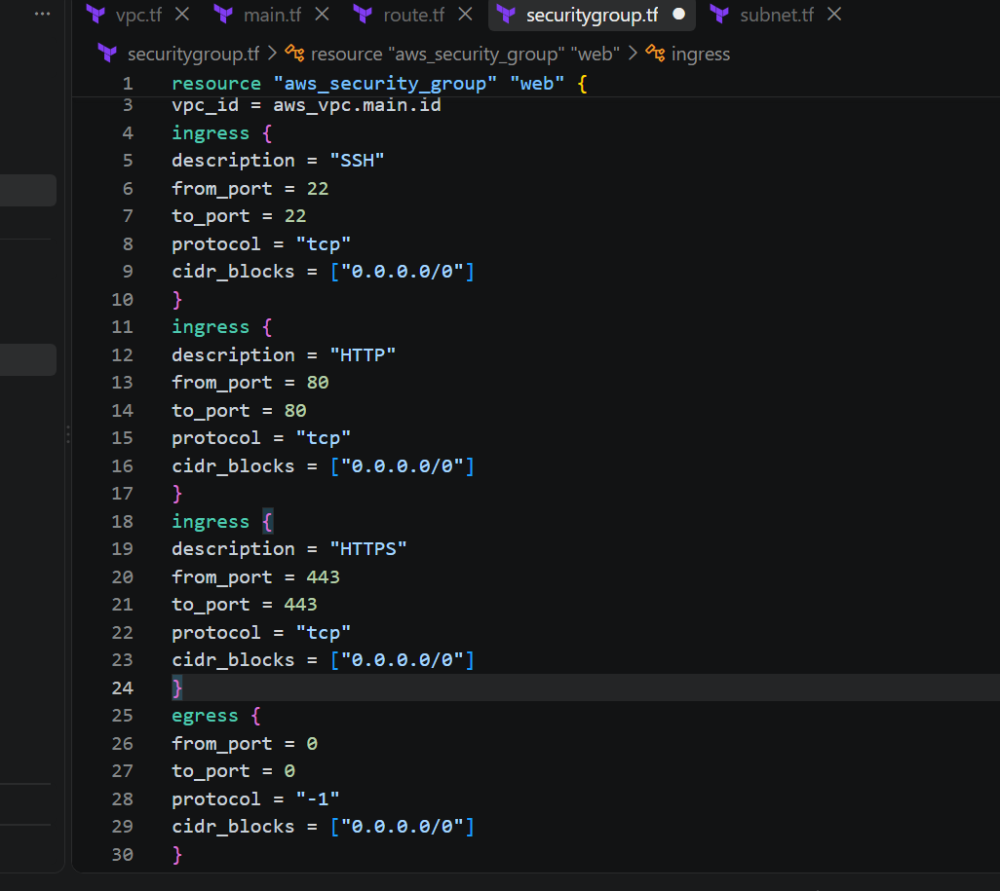 ··· vpc.tf × main.tf × route.tf × securitygroup.tf ● subnet.tf ×
securitygroup.tf > resource "aws_security_group" "web" > ingress
1 resource "aws_security_group" "web" {
3 vpc_id = aws_vpc.main.id
4 ingress {
5 description = "SSH"
6 from_port = 22
7 to_port = 22
8 protocol = "tcp"
9 cidr_blocks = ["0.0.0.0/0"]
10 }
11 ingress {
12 description = "HTTP"
13 from_port = 80
14 to_port = 80
15 protocol = "tcp"
16 cidr_blocks = ["0.0.0.0/0"]
17 }
18 ingress {
19 description = "HTTPS"
20 from_port = 443
21 to_port = 443
22 protocol = "tcp"
23 cidr_blocks = ["0.0.0.0/0"]
24 }
25 egress {
26 from_port = 0
27 to_port = 0
28 protocol = "-1"
29 cidr_blocks = ["0.0.0.0/0"]
30 }